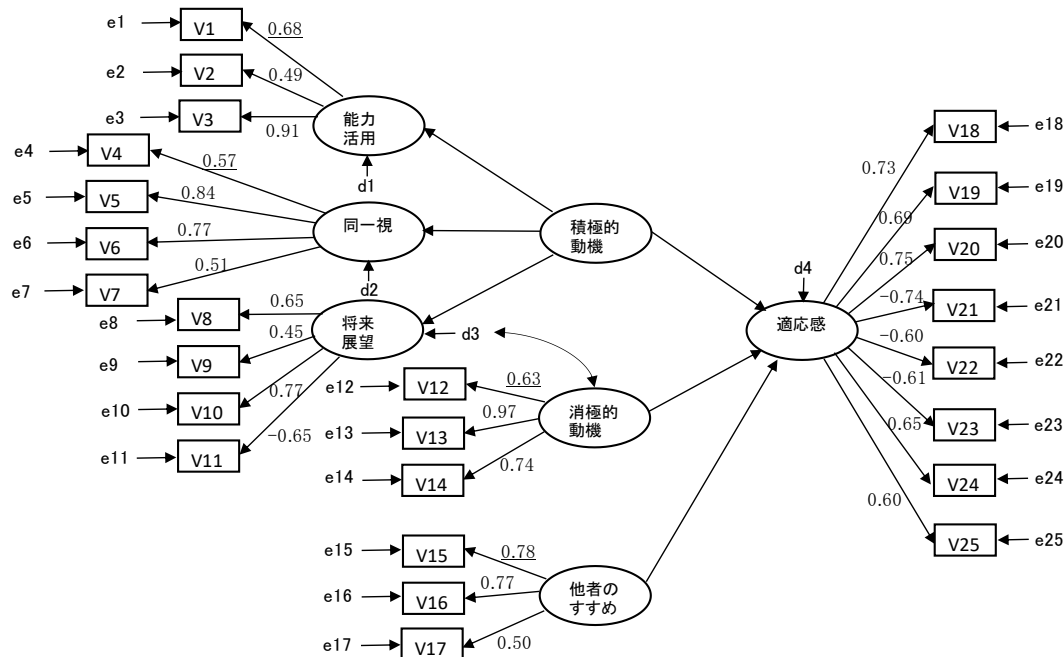 e1
V1
0.68
e2
V2
0.49
e3
V3
0.91
能力
活用
d1
e4
V4
0.57
e5
V5
0.84
e6
V6
0.77
e7
V7
0.51
同一視
d2
e8
V8
0.65
e9
V9
0.45
e10
V10
0.77
e11
V11
-0.65
将来
展望
d3
積極的
動機
e12
V12
0.63
e13
V13
0.97
e14
V14
0.74
消極的
動機
e15
V15
0.78
e16
V16
0.77
e17
V17
0.50
他者の
すすめ
d4
適応感
0.73
V18
e18
0.69
V19
e19
0.75
V20
e20
-0.74
V21
e21
-0.60
V22
e22
-0.61
V23
e23
0.65
V24
e24
0.60
V25
e25